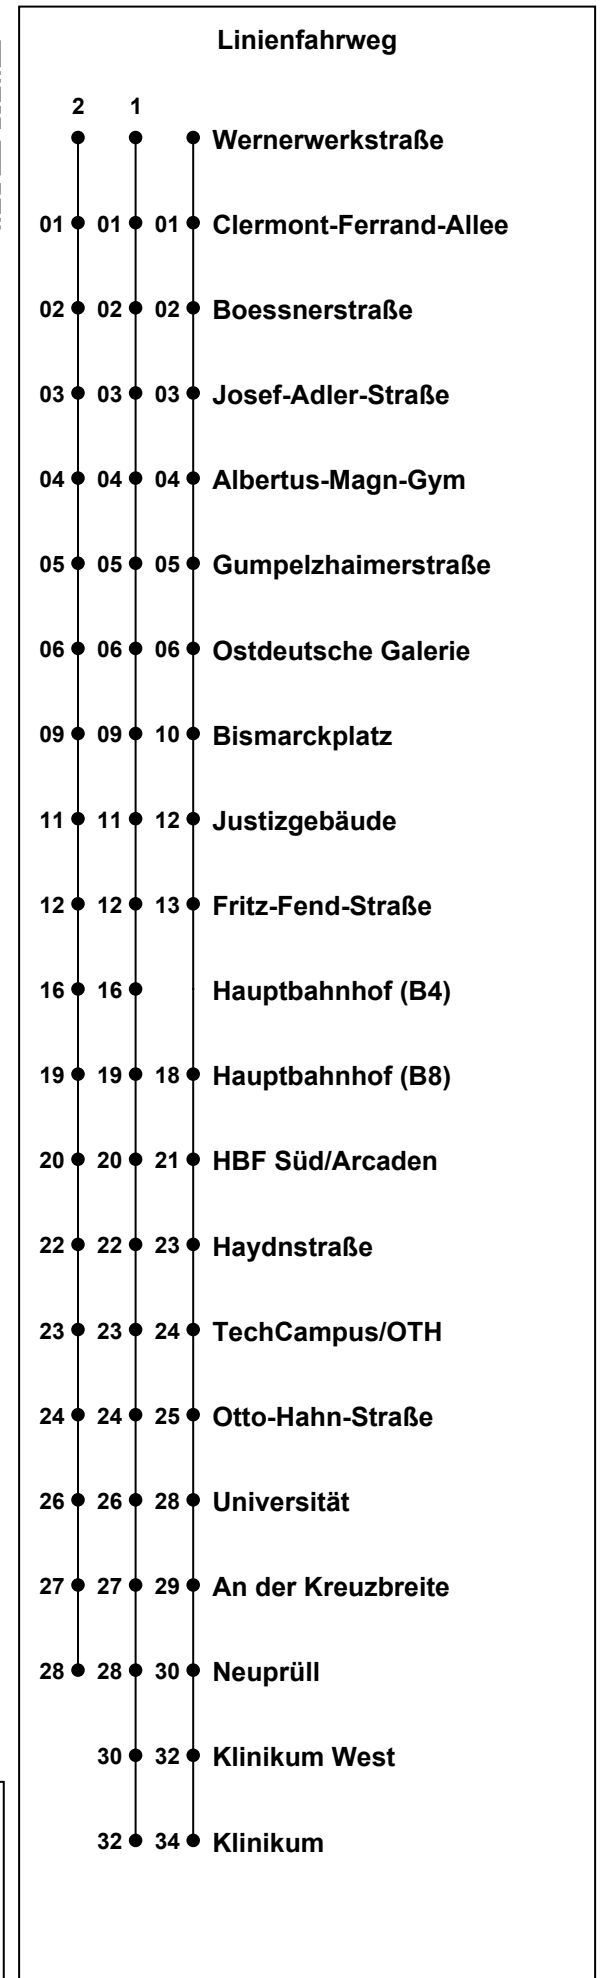 Linienfahrweg
2 1
Wernerwerkstraße
01 01 01 Clermont-Ferrand-Allee
02 02 02 Boessnerstraße
03 03 03 Josef-Adler-Straße
04 04 04 Albertus-Magn-Gym
05 05 05 Gumpelzhaimerstraße
06 06 06 Ostdeutsche Galerie
09 09 10 Bismarckplatz
11 11 12 Justizgebäude
12 12 13 Fritz-Fend-Straße
16 16 Hauptbahnhof (B4)
19 19 18 Hauptbahnhof (B8)
20 20 21 HBF Süd/Arcaden
22 22 23 Haydnstraße
23 23 24 TechCampus/OTH
24 24 25 Otto-Hahn-Straße
26 26 28 Universität
27 27 29 An der Kreuzbreite
28 28 30 Neuprüll
30 32 Klinikum West
32 34 Klinikum